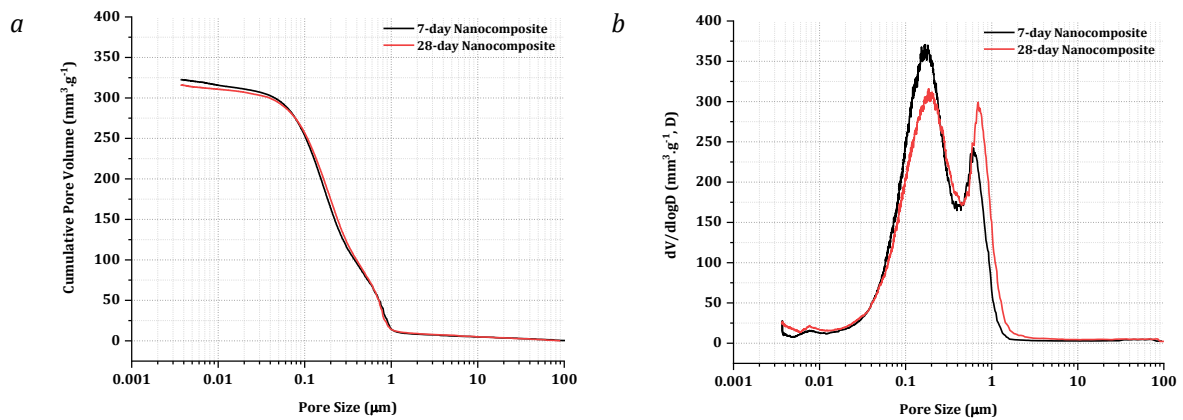 a
400
350
300
250
200
150
100
50
0
Cumulative Pore Volume (mm³·g⁻¹)
7-day Nanocomposite
28-day Nanocomposite
0.001 0.01 0.1 1 10 100
Pore Size (µm)
b
400
350
300
250
200
150
100
50
0
dV/dlogD (mm³·g⁻¹, D)
7-day Nanocomposite
28-day Nanocomposite
0.001 0.01 0.1 1 10 100
Pore Size (µm)